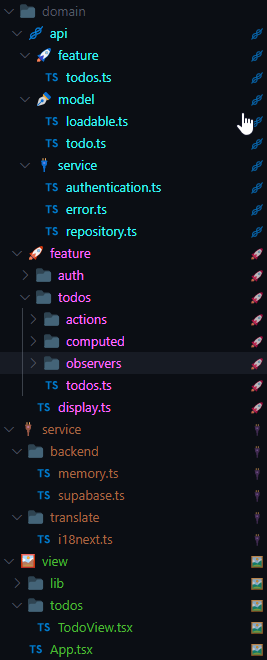 domain
api
feature
TS todos.ts
model
TS loadable.ts
TS todo.ts
service
TS authentication.ts
TS error.ts
TS repository.ts
feature
auth
todos
actions
computed
observers
TS todos.ts
TS display.ts
service
backend
TS memory.ts
TS supabase.ts
translate
TS i18next.ts
view
lib
todos
TS TodoView.tsx
TS App.tsx